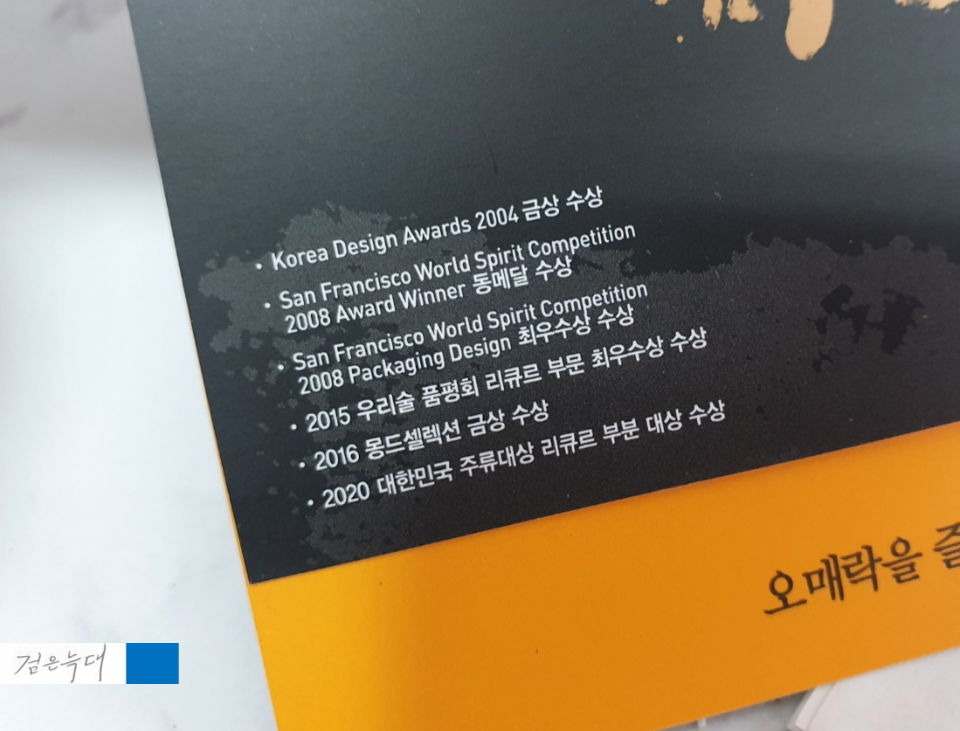 • Korea Design Awards 2004 금상 수상
• San Francisco World Spirit Competition
2008 Award Winner 동메달 수상
• San Francisco World Spirit Competition
2008 Packaging Design 최우수상 수상
• 2015 우리술 품평회 리큐르 부문 최우수상 수상
• 2016 몽드셀렉션 금상 수상
• 2020 대한민국 주류대상 리큐르 부분 대상 수상
오매락을
검은늑대